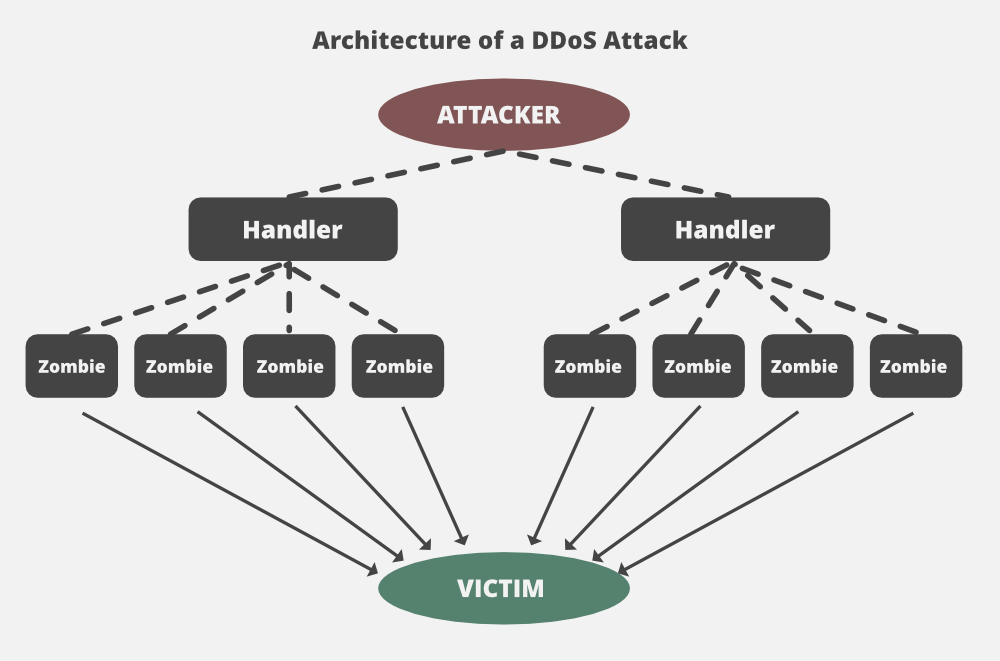 Architecture of a DDoS Attack
ATTACKER
Handler Handler
Zombie Zombie Zombie Zombie Zombie Zombie Zombie Zombie
VICTIM